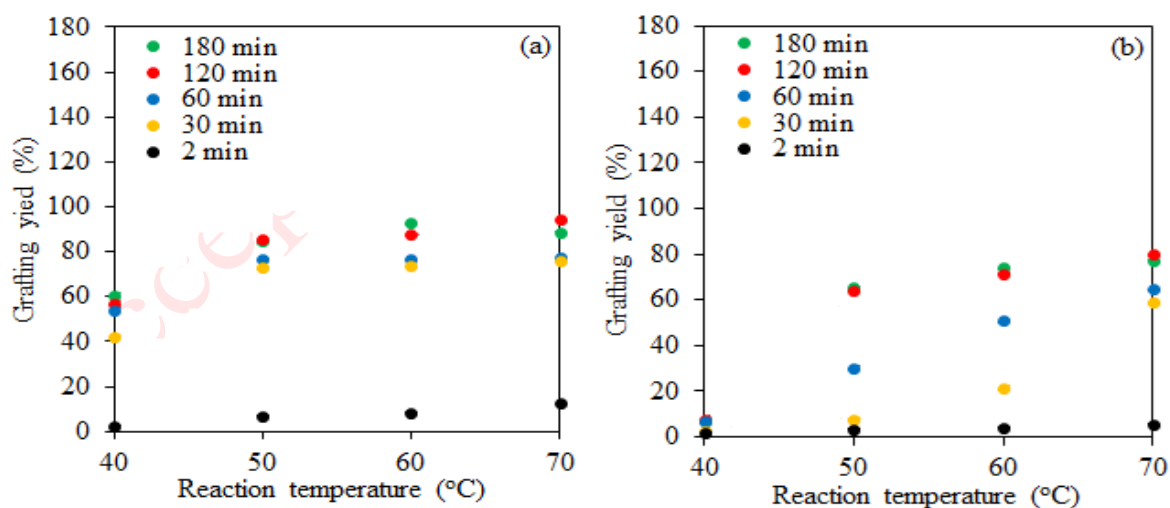 180
160
140
120
100
80
60
40
20
0
40
50
60
70
Grafting yied (%)
Reaction temperature (°C)
180 min
120 min
60 min
30 min
2 min
(a)
180
160
140
120
100
80
60
40
20
0
40
50
60
70
Grafting yield (%)
Reaction temperature (°C)
180 min
120 min
60 min
30 min
2 min
(b)